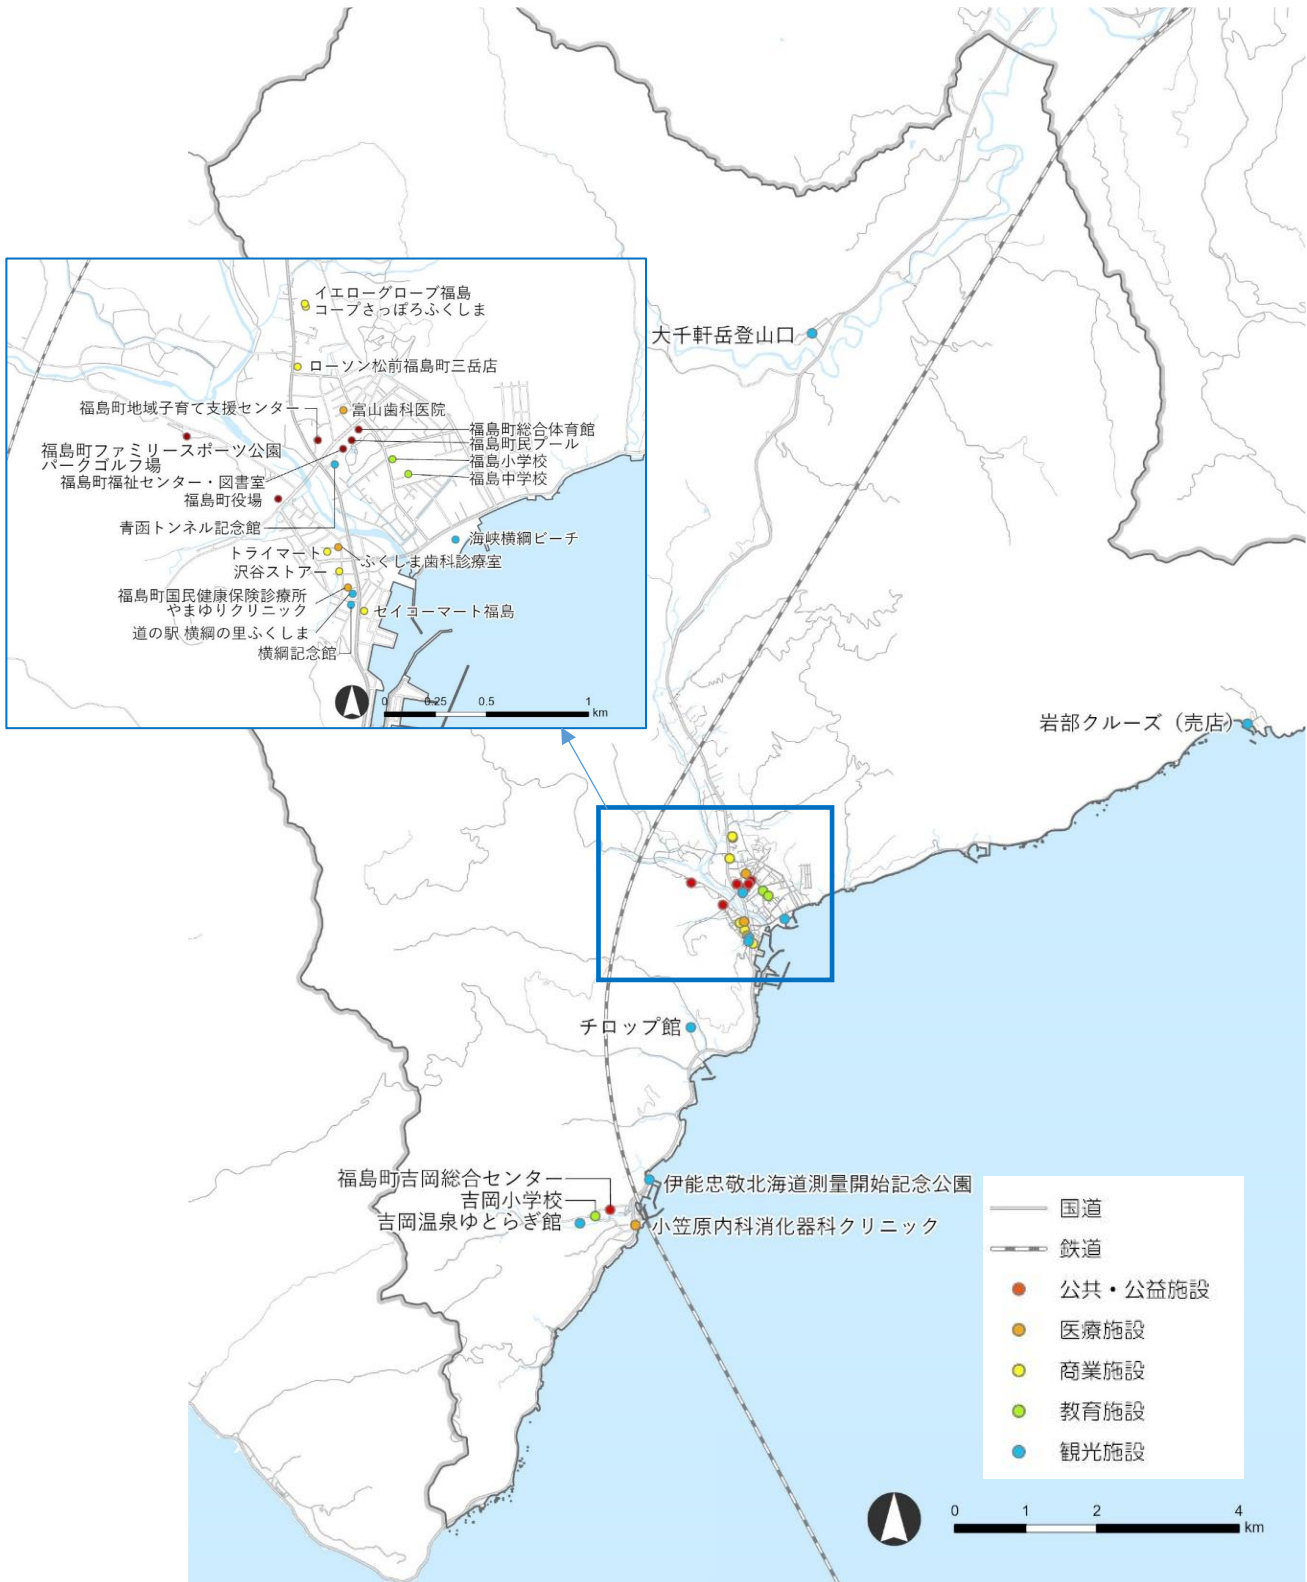 イエローグローブ福島
コープさっぽろふくしま
大千軒岳登山口
ローソン松前福島町三岳店
福島町地域子育て支援センター
富山歯科医院
福島町総合体育館
福島町民プール
福島町ファミリースポーツ公園
パークゴルフ場
福島小学校
福島町福祉センター・図書室
福島中学校
福島町役場
青函トンネル記念館
海峡横綱ビーチ
トライマート
ふくしま歯科診療室
沢谷ストアー
福島町国民健康保険診療所
やまゆりクリニック
セイコーマート福島
道の駅 横綱の里ふくしま
横綱記念館
0 0.25 0.5 1
km
岩部クルーズ（売店）
チロップ館
福島町吉岡総合センター
伊能忠敬北海道測量開始記念公園
吉岡小学校
吉岡温泉ゆとらぎ館
小笠原内科消化器科クリニック
国道
鉄道
公共・公益施設
医療施設
商業施設
教育施設
観光施設
0 1 2 4
km